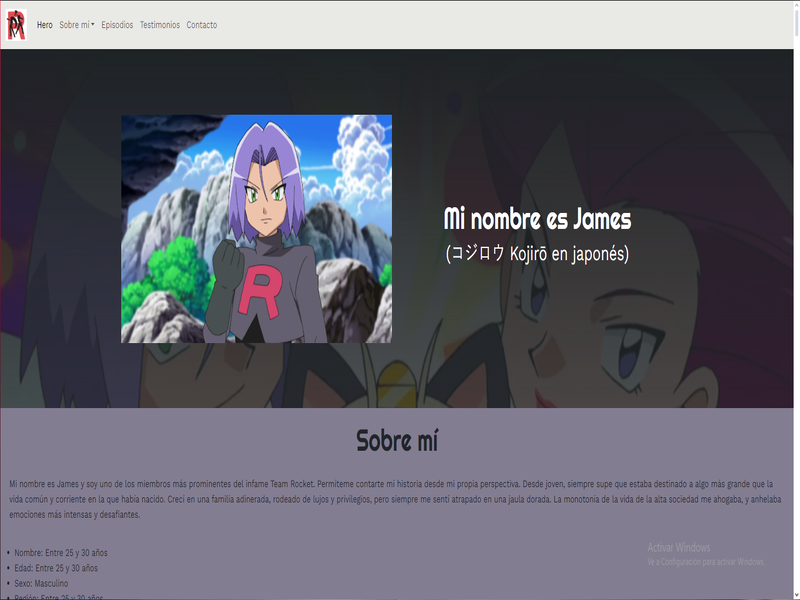 Hero Sobre mí Episodios Testimonios Contacto
R
Mi nombre es James
(コジロウ Kojirō en japonés)
Sobre mí
Mi nombre es James y soy uno de los miembros más prominentes del infame Team Rocket. Permíteme contarte mi historia desde mi propia perspectiva. Desde joven, siempre supe que estaba destinado a algo más grande que la
vida común y corriente en la que había nacido. Crecí en una familia adinerada, rodeado de lujos y privilegios, pero siempre me sentí atrapado en una jaula dorada. La monotonía de la vida de la alta sociedad me ahogaba, y anhelaba
emociones más intensas y desafiantes.
• Nombre: Entre 25 y 30 años
• Edad: Entre 25 y 30 años
• Sexo: Masculino
• Región: Entre 25 y 30 años
Activar Windows
Ve a Configuración para activar Windows.